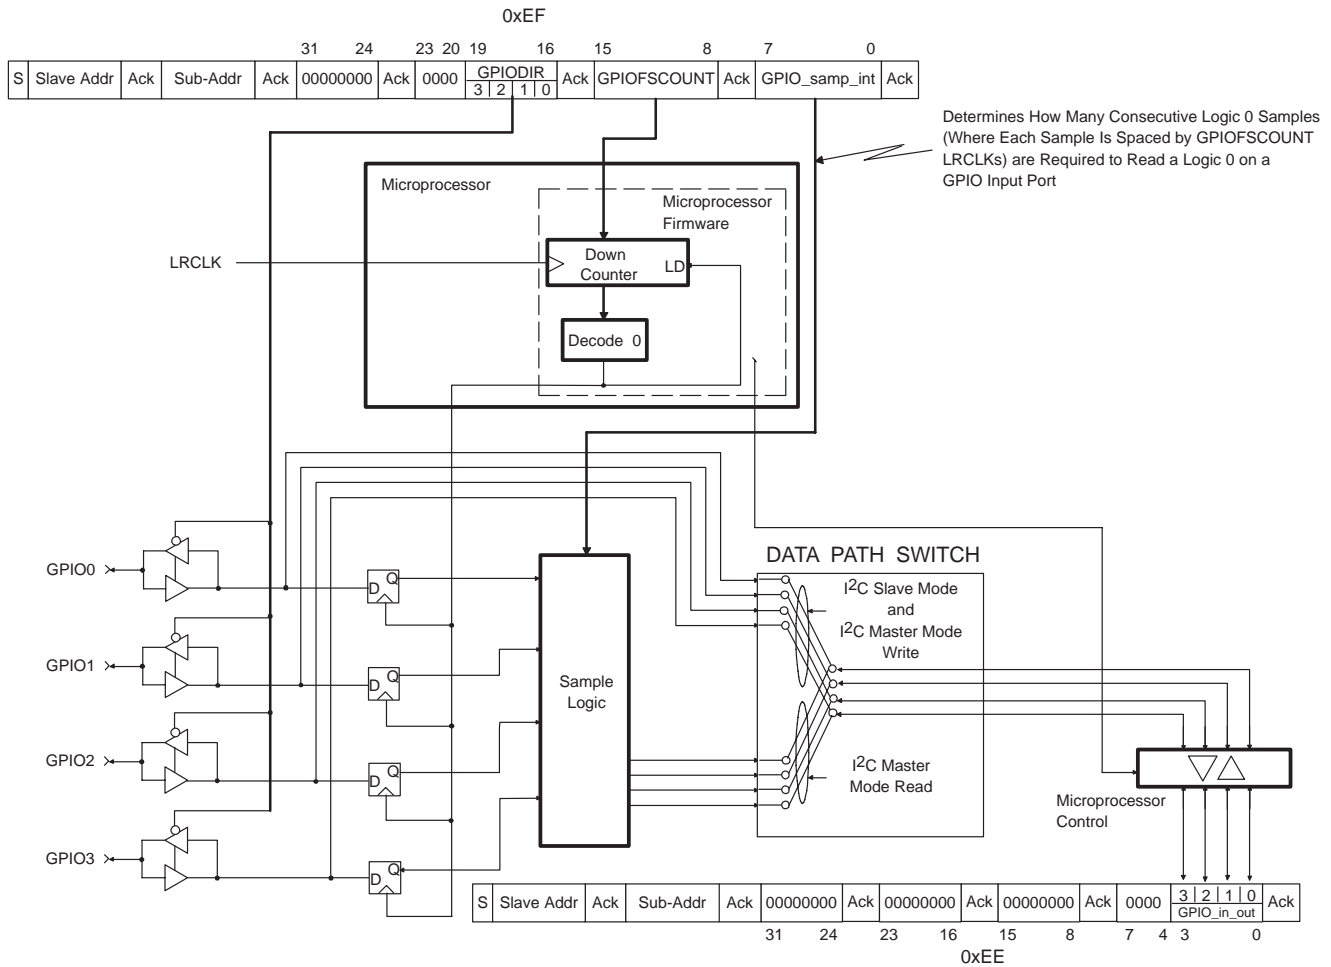 0xEF
31 24 23 20 19 16 15 8 7 0
S Slave Addr Ack Sub-Addr Ack 00000000 Ack 0000 GPIODIR Ack GPIOFSCOUNT Ack GPIO_samp_int Ack
3 2 1 0
Determines How Many Consecutive Logic 0 Samples
(Where Each Sample Is Spaced by GPIOFSCOUNT
LRCLKs) are Required to Read a Logic 0 on a
GPIO Input Port
Microprocessor
Microprocessor
Firmware
LRCLK
Down
Counter
LD
Decode 0
DATA PATH SWITCH
GPIO0
D Q
I2C Slave Mode
and
I2C Master Mode
Write
GPIO1
D Q
Sample
Logic
GPIO2
D Q
I2C Master
Mode Read
Microprocessor
Control
GPIO3
D Q
S Slave Addr Ack Sub-Addr Ack 00000000 Ack 00000000 Ack 00000000 Ack 0000 3 2 1 0 Ack
GPIO_in_out
31 24 23 16 15 8 7 4 3 0
0xEE